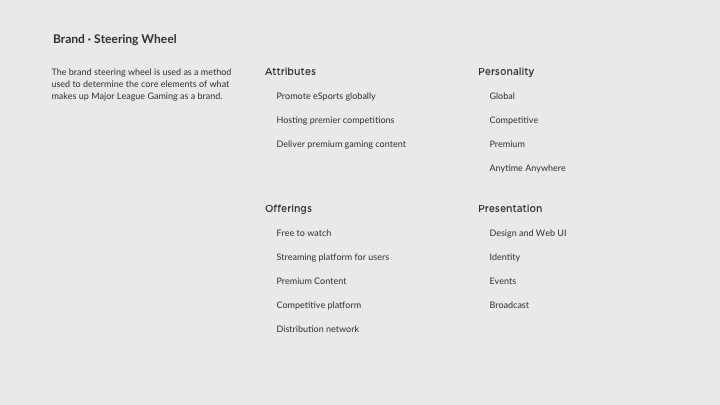 Brand · Steering Wheel
The brand steering wheel is used as a method
used to determine the core elements of what
makes up Major League Gaming as a brand.
Attributes
Promote eSports globally
Hosting premier competitions
Deliver premium gaming content
Personality
Global
Competitive
Premium
Anytime Anywhere
Offerings
Free to watch
Streaming platform for users
Premium Content
Competitive platform
Distribution network
Presentation
Design and Web UI
Identity
Events
Broadcast